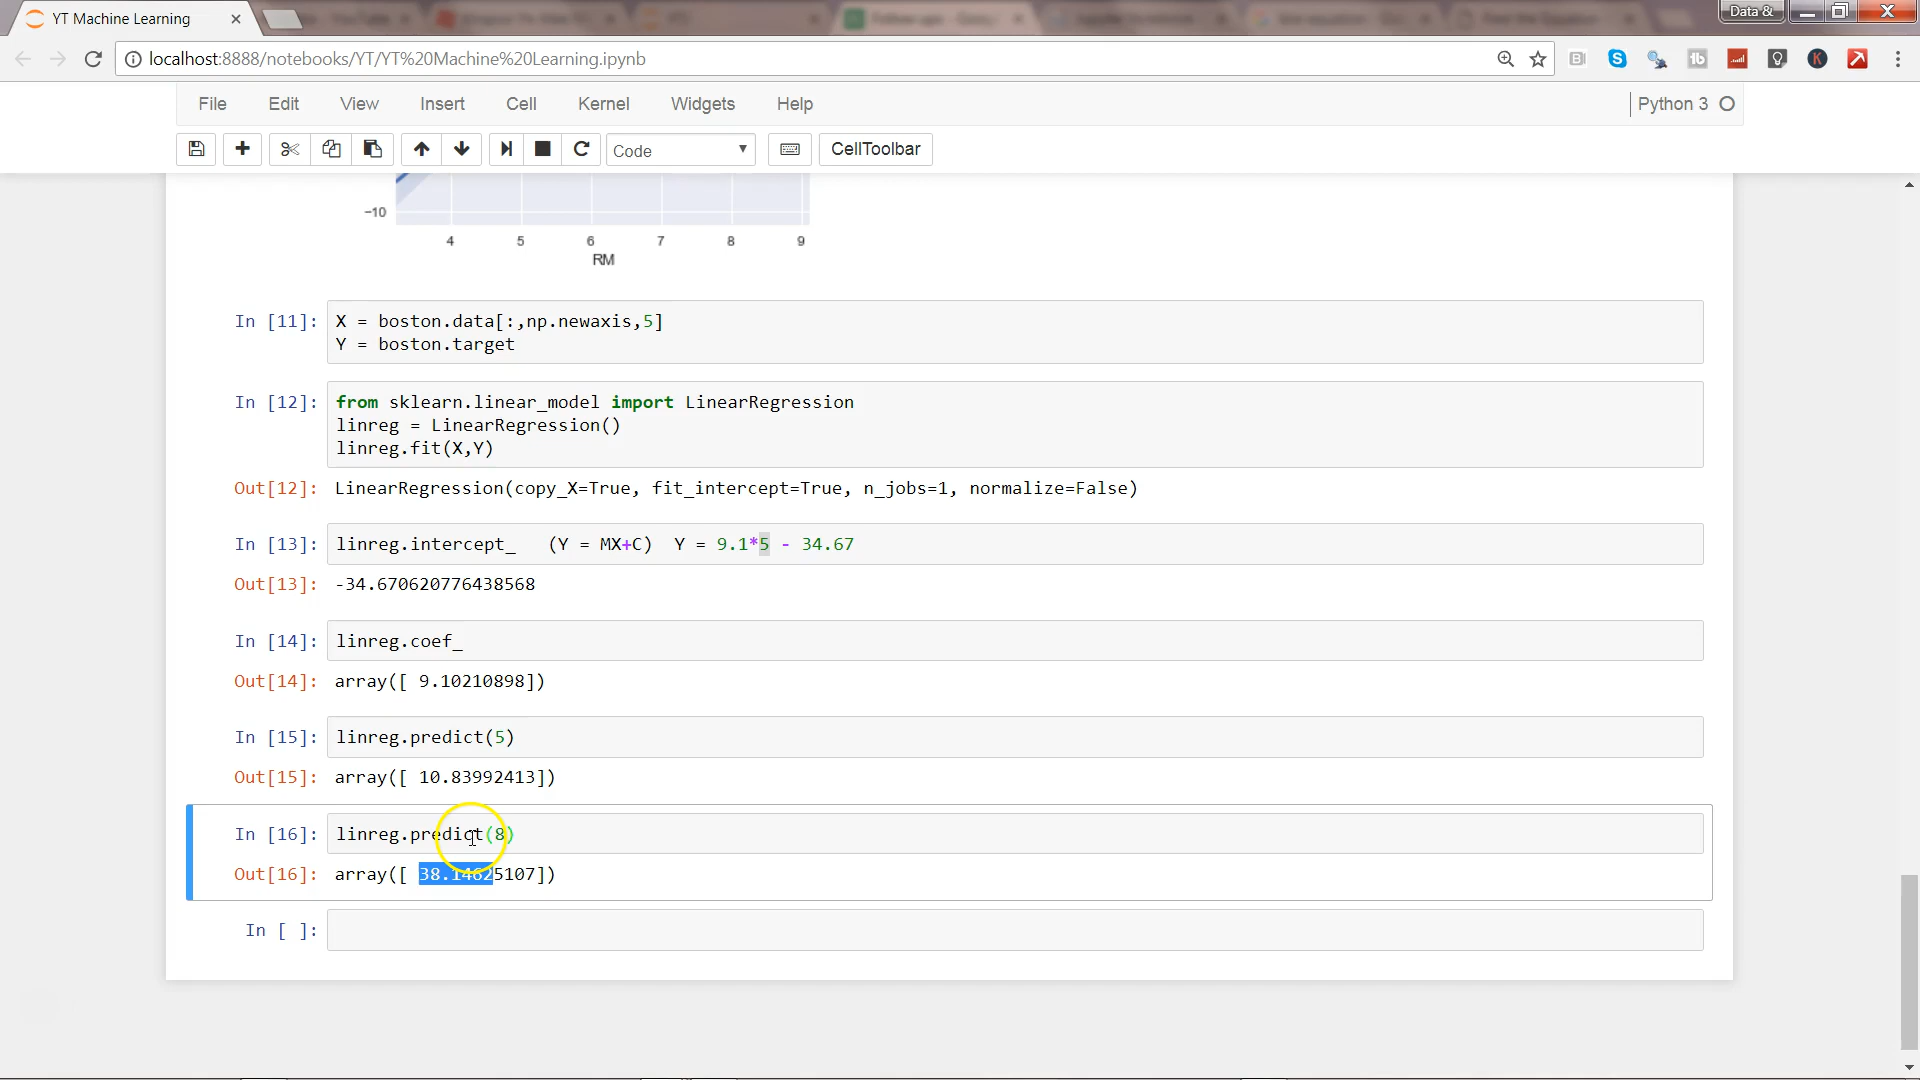 YT Machine Learning
Data &
localhost:8888/notebooks/YT/YT%20Machine%20Learning.ipynb
File Edit View Insert Cell Kernel Widgets Help
Python 3
Code
CellToolbar
−10
4 5 6 7 8 9
RM
In [11]: X = boston.data[:,np.newaxis,5]
Y = boston.target
In [12]: from sklearn.linear_model import LinearRegression
linreg = LinearRegression()
linreg.fit(X,Y)
Out[12]: LinearRegression(copy_X=True, fit_intercept=True, n_jobs=1, normalize=False)
In [13]: linreg.intercept_ (Y = MX+C) Y = 9.1*5 - 34.67
Out[13]: -34.670620776438568
In [14]: linreg.coef_
Out[14]: array([ 9.10210898])
In [15]: linreg.predict(5)
Out[15]: array([ 10.83992413])
In [16]: linreg.predict(8)
Out[16]: array([ 38.14625107])
In [ ]: